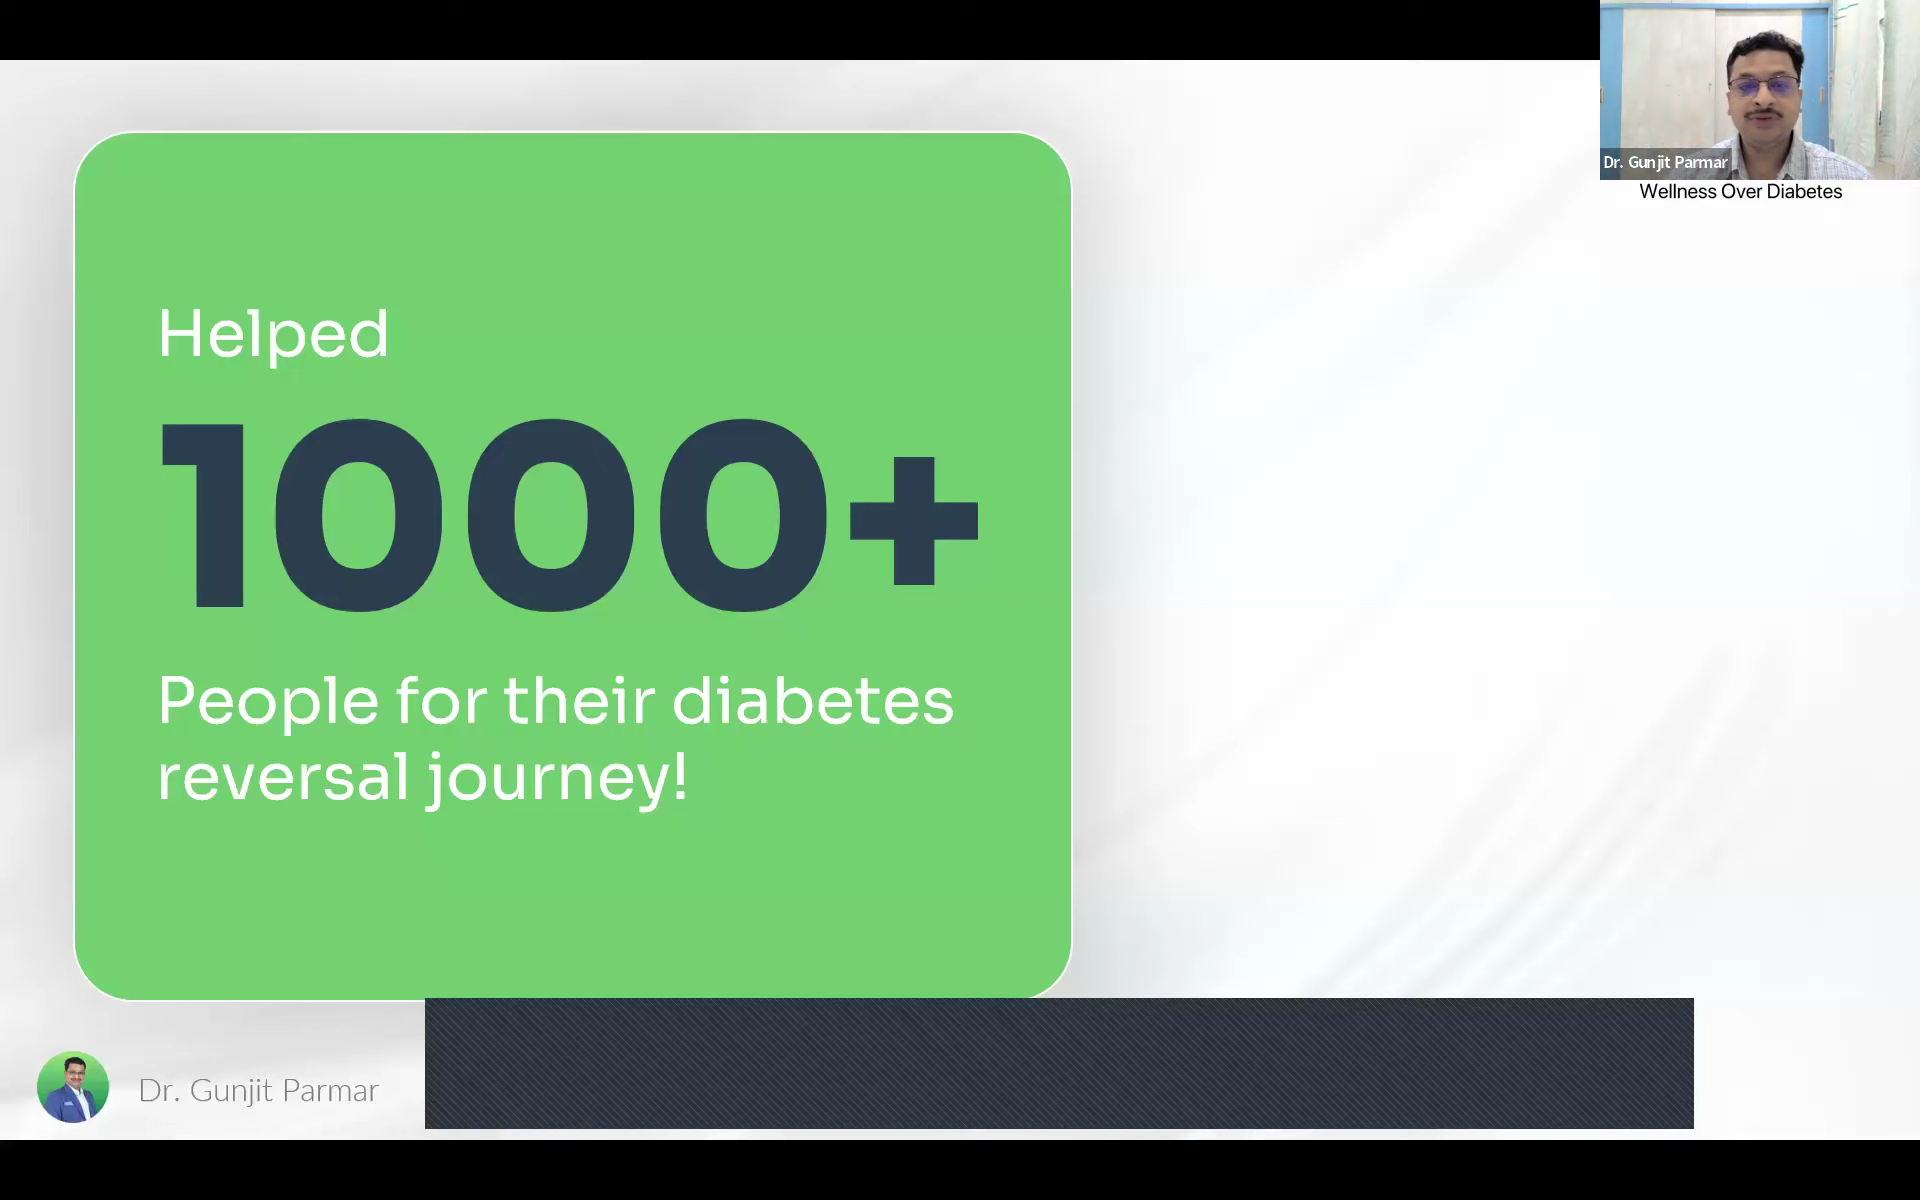 Dr. Gunjit Parmar
Wellness Over Diabetes
Helped
1000+
People for their diabetes
reversal journey!
Dr. Gunjit Parmar